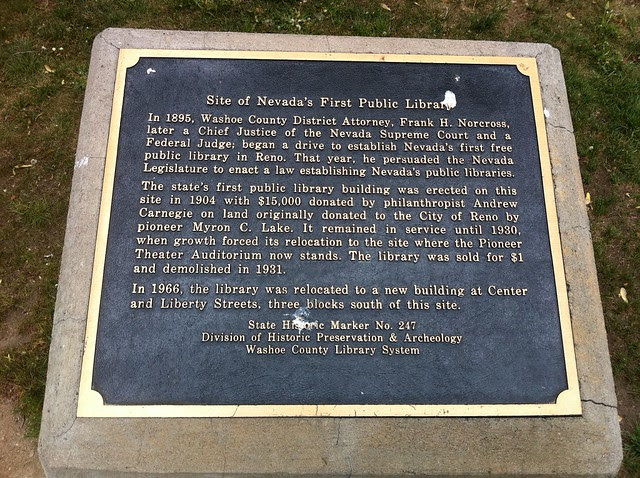 Site of Nevada's First Public Library
In 1895, Washoe County District Attorney, Frank H. Norcross,
later a Chief Justice of the Nevada Supreme Court and a
Federal Judge; began a drive to establish Nevada's first free
public library in Reno. That year, he persuaded the Nevada
Legislature to enact a law establishing Nevada's public libraries.
The state's first public library building was erected on this
site in 1904 with $15,000 donated by philanthropist Andrew
Carnegie on land originally donated to the City of Reno by
pioneer Myron C. Lake. It remained in service until 1930,
when growth forced its relocation to the site where the Pioneer
Theater Auditorium now stands. The library was sold for $1
and demolished in 1931.
In 1966, the library was relocated to a new building at Center
and Liberty Streets, three blocks south of this site.
State Historic Marker No. 247
Division of Historic Preservation & Archeology
Washoe County Library System